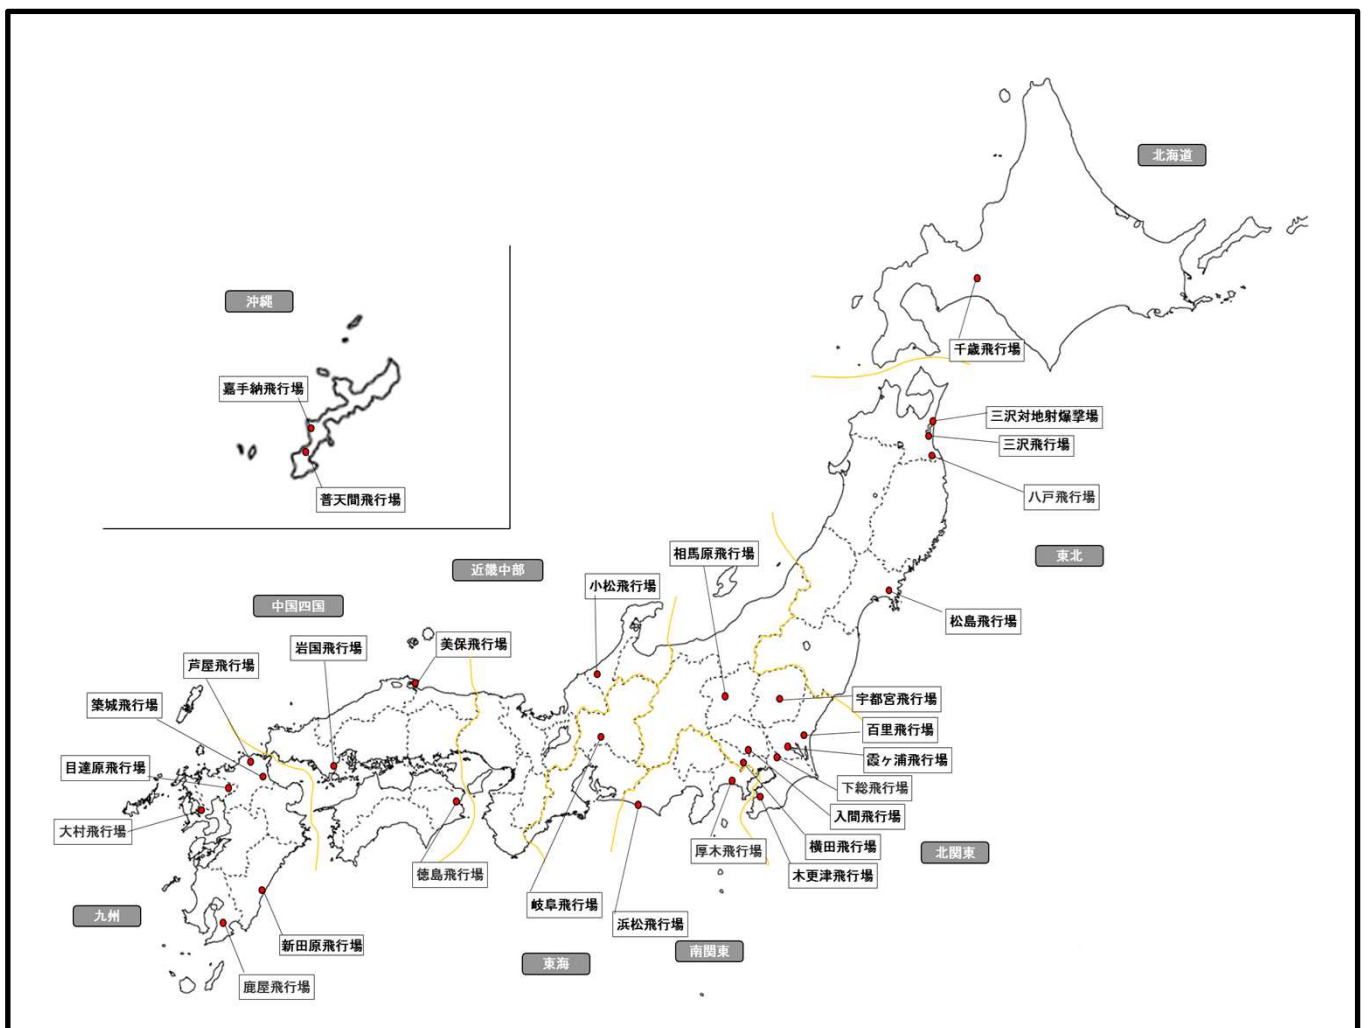 北海道
沖縄
千歳飛行場
嘉手納飛行場
三沢対地射爆撃場
三沢飛行場
普天間飛行場
八戸飛行場
相馬原飛行場
東北
近畿中部
小松飛行場
中国四国
松島飛行場
岩国飛行場
美保飛行場
芦屋飛行場
築城飛行場
宇都宮飛行場
百里飛行場
目達原飛行場
霞ヶ浦飛行場
下総飛行場
入間飛行場
大村飛行場
横田飛行場
厚木飛行場
北関東
徳島飛行場
木更津飛行場
岐阜飛行場
九州
浜松飛行場
新田原飛行場
南関東
東海
鹿屋飛行場